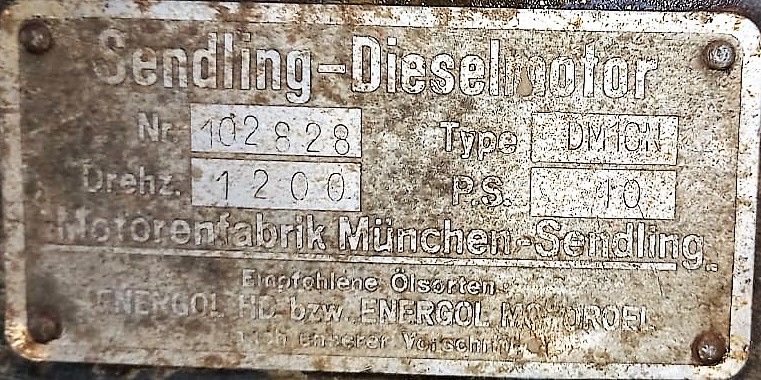 Sendling-Dieselmotor
Nr. 102828 Type DM10N
Drehz. 1200 P.S. 10
Motorenfabrik München-Sendling
Empfohlene Ölsorten
ENERGOL HD bzw. ENERGOL MOTOROEL
nach unserer Vorschrift